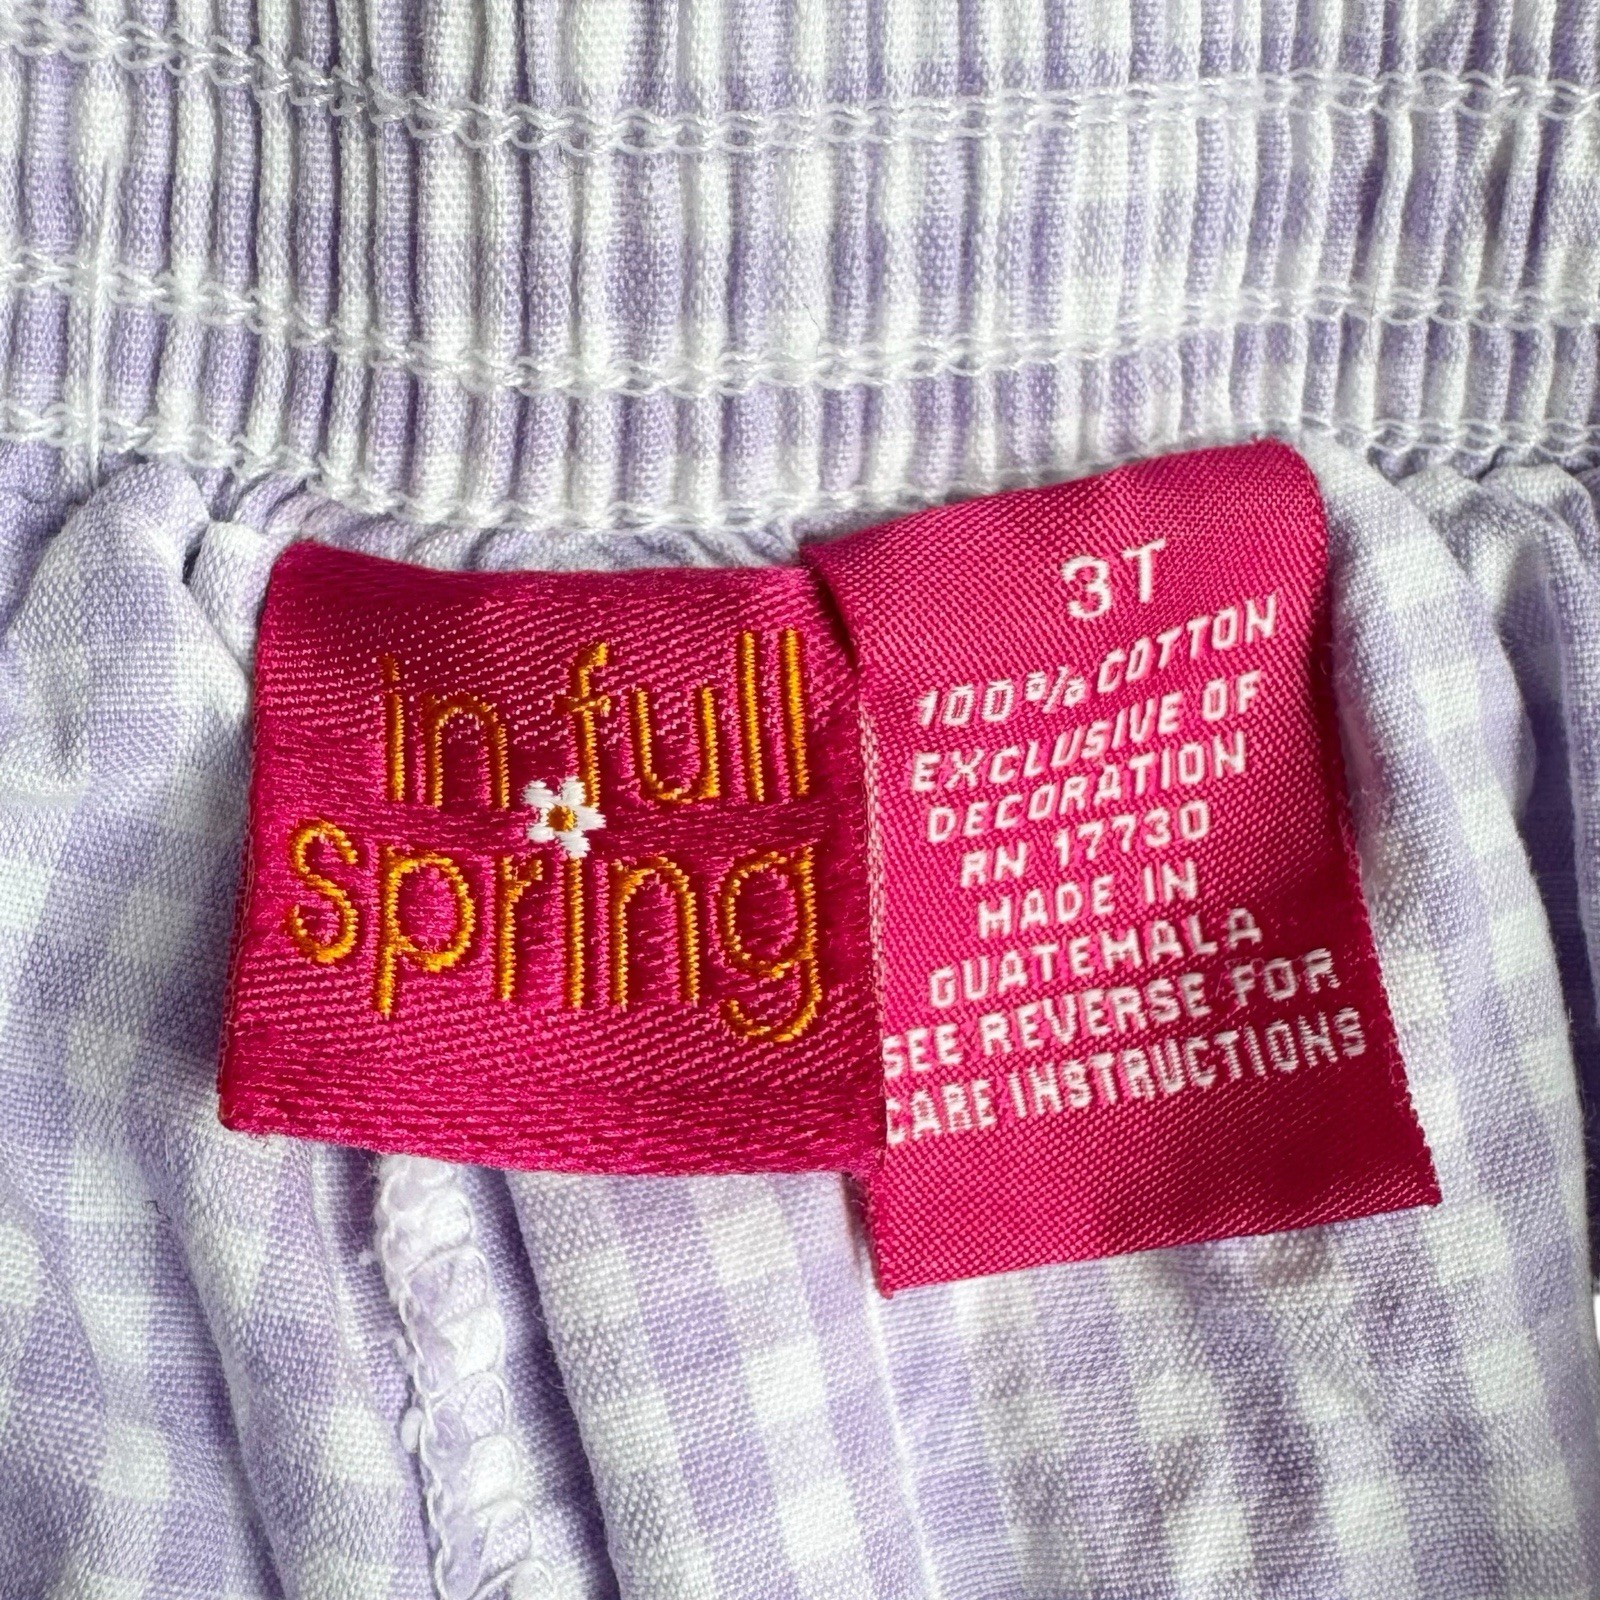 in full
spring
3T
100% COTTON
EXCLUSIVE OF
DECORATION
RN 17730
MADE IN
GUATEMALA
SEE REVERSE FOR
CARE INSTRUCTIONS